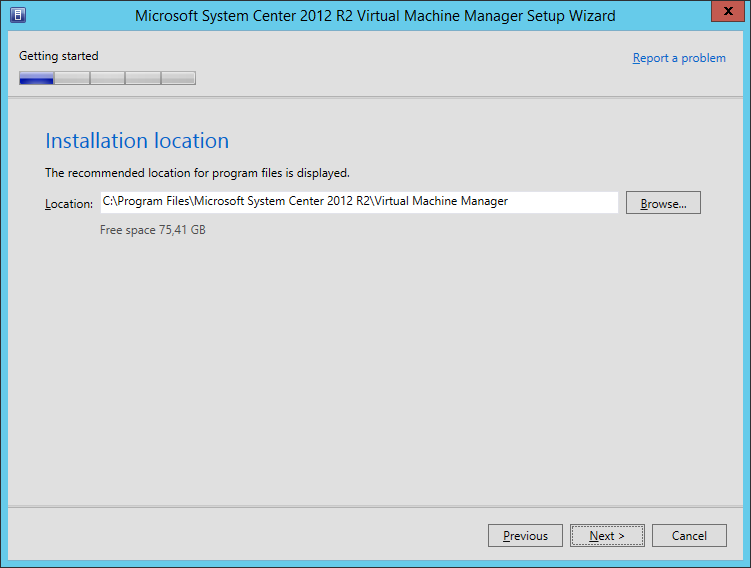 Microsoft System Center 2012 R2 Virtual Machine Manager Setup Wizard
x
Getting started
Report a problem
Installation location
The recommended location for program files is displayed.
Location: C:\Program Files\Microsoft System Center 2012 R2\Virtual Machine Manager Browse...
Free space 75,41 GB
Previous Next > Cancel